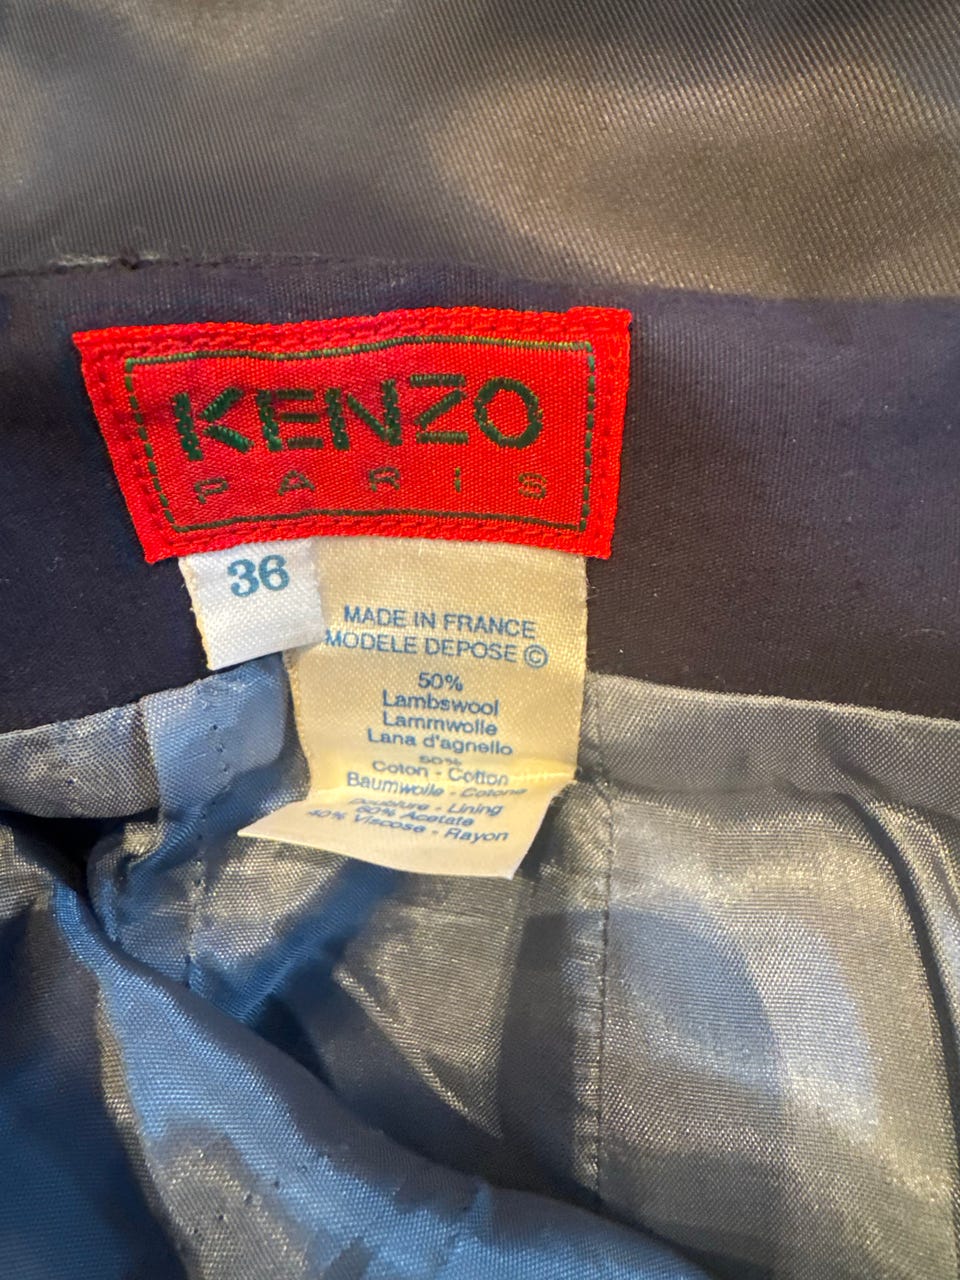 KENZO
PARIS
36
MADE IN FRANCE
MODELE DEPOSE ©
50%
Lambswool
Lammwolle
Lana d'agnello
50%
Coton - Cotton
Baumwolle - Cotone
Doublure - Lining
60% Acetate
40% Viscose - Rayon